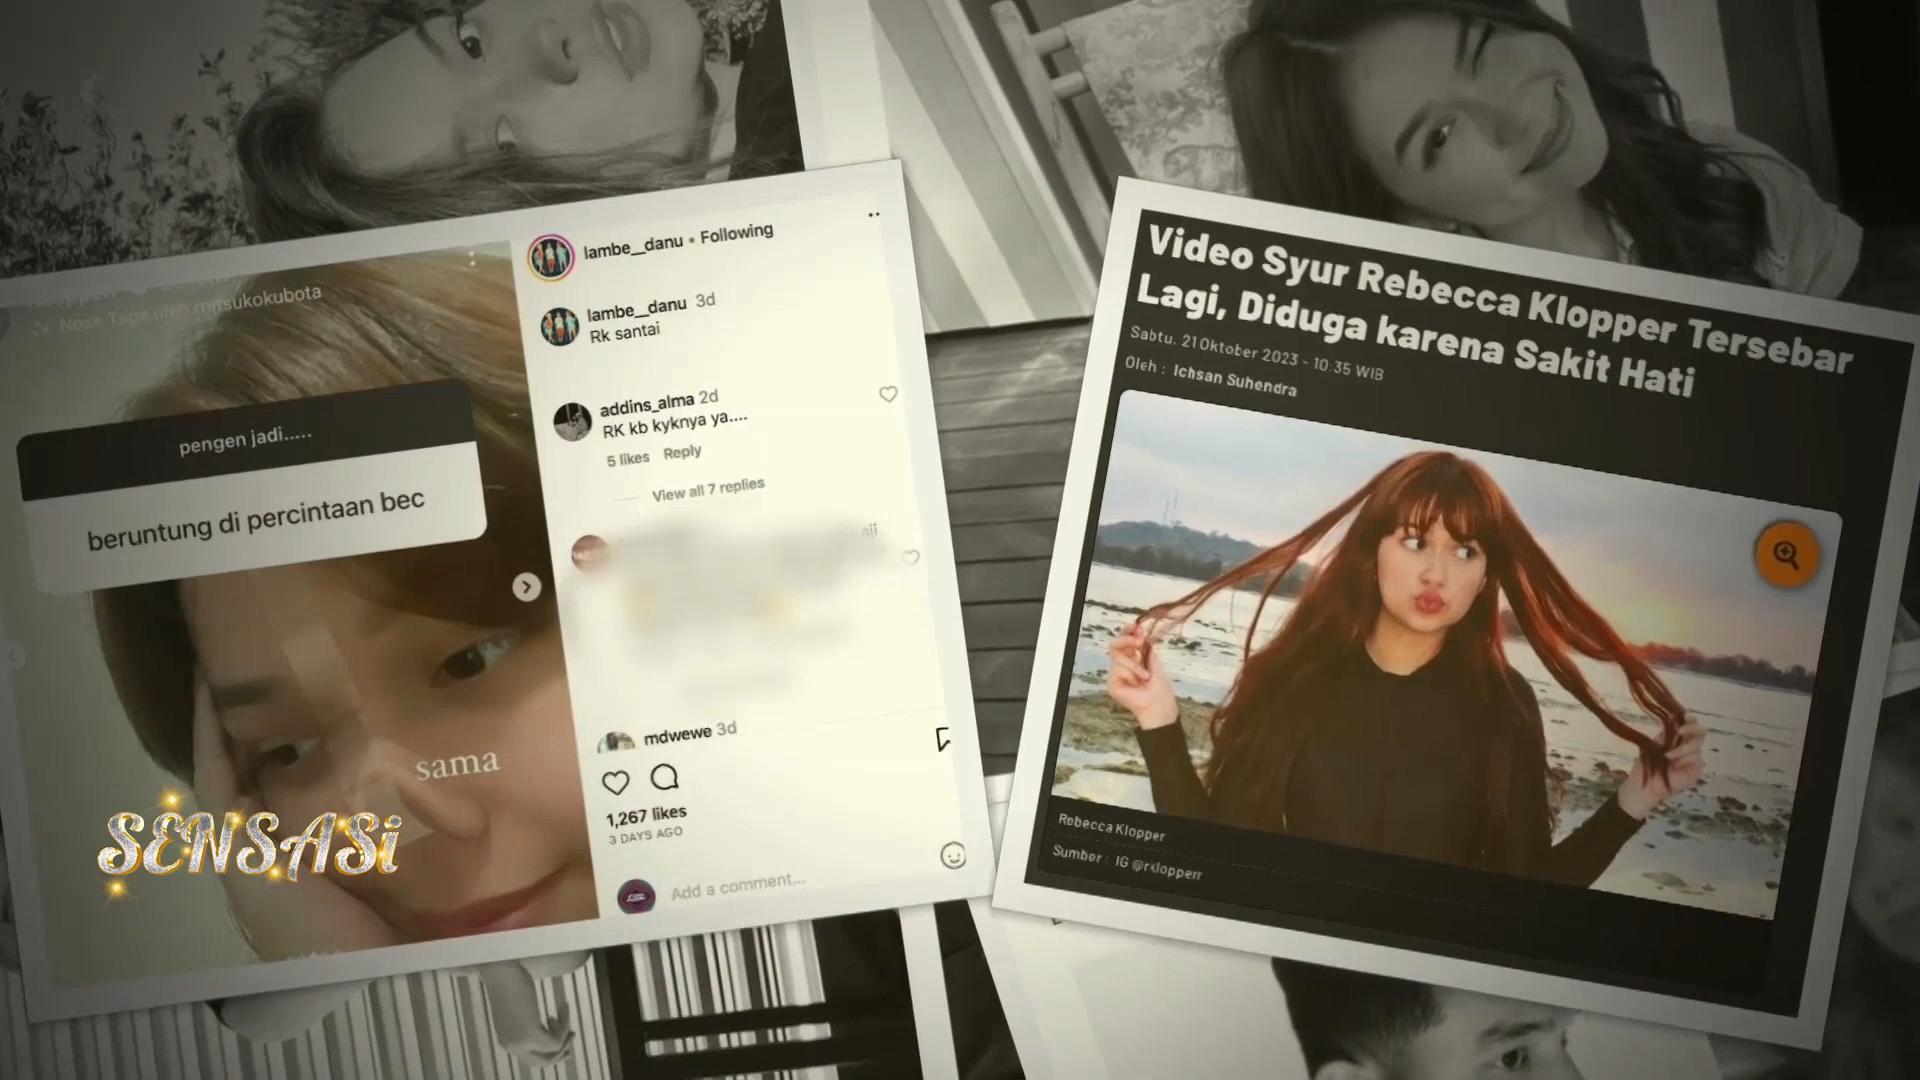 Nose Tape oleh mitsukokubota
pengen jadi.....
beruntung di percintaan bec
sama
SENSASi
lambe__danu • Following
lambe__danu 3d
Rk santai
addins_alma 2d
RK kb kyknya ya....
5 likes Reply
View all 7 replies
mdwewe 3d
1,267 likes
3 DAYS AGO
Add a comment...
Video Syur Rebecca Klopper Tersebar
Lagi, Diduga karena Sakit Hati
Sabtu, 21 Oktober 2023 - 10:35 WIB
Oleh : Ichsan Suhendra
Rebecca Klopper
Sumber : IG @rklopperr